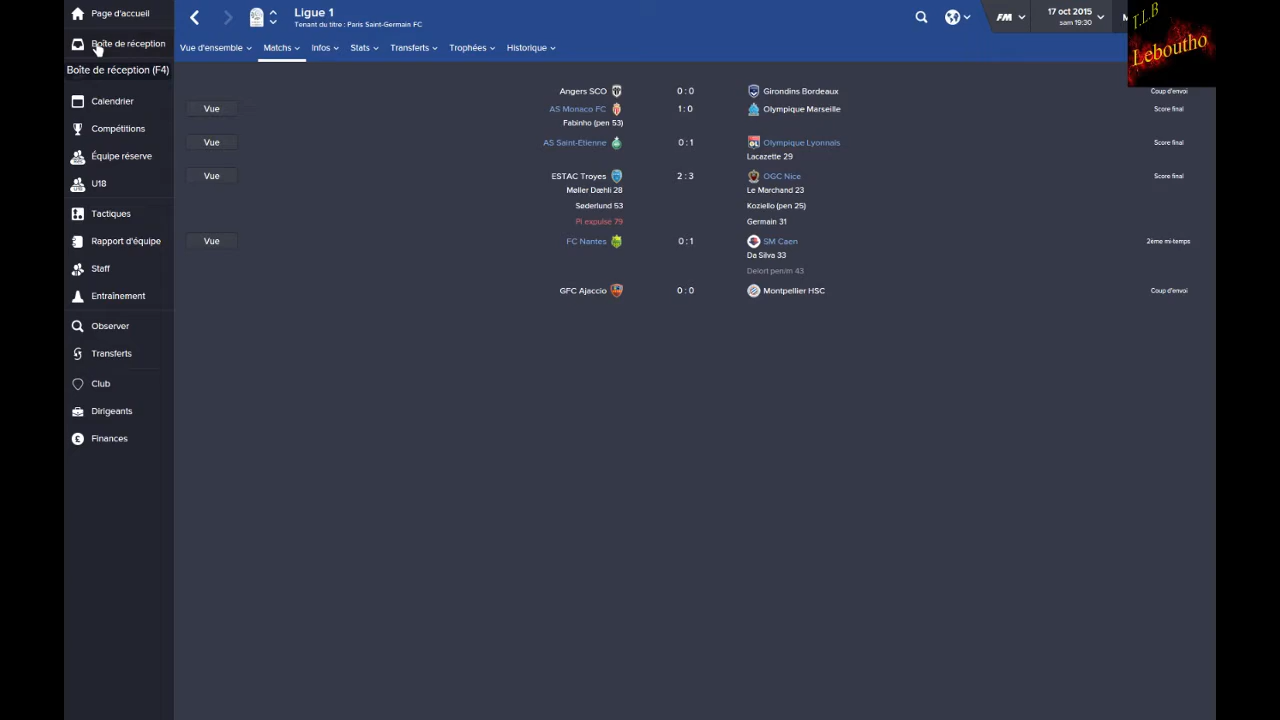 Page d'accueil
Boîte de réception
Boîte de réception (F4)
Calendrier
Compétitions
Équipe réserve
U18
Tactiques
Rapport d'équipe
Staff
Entraînement
Observer
Transferts
Club
Dirigeants
Finances
Ligue 1
Tenant du titre : Paris Saint-Germain FC
FM
17 oct 2015
sam 19:30
M
T.L.B
Leboutho
Vue d'ensemble
Matchs
Infos
Stats
Transferts
Trophées
Historique
Angers SCO 0 : 0 Girondins Bordeaux Coup d'envoi
Vue AS Monaco FC 1 : 0 Olympique Marseille Score final
Fabinho (pen 53)
Vue AS Saint-Étienne 0 : 1 Olympique Lyonnais Score final
Lacazette 29
Vue ESTAC Troyes 2 : 3 OGC Nice Score final
Møller Dæhli 28 Le Marchand 23
Søderlund 53 Koziello (pen 25)
Pi expulse 79 Germain 31
Vue FC Nantes 0 : 1 SM Caen 2ème mi-temps
Da Silva 33
Delort pen/m 43
GFC Ajaccio 0 : 0 Montpellier HSC Coup d'envoi